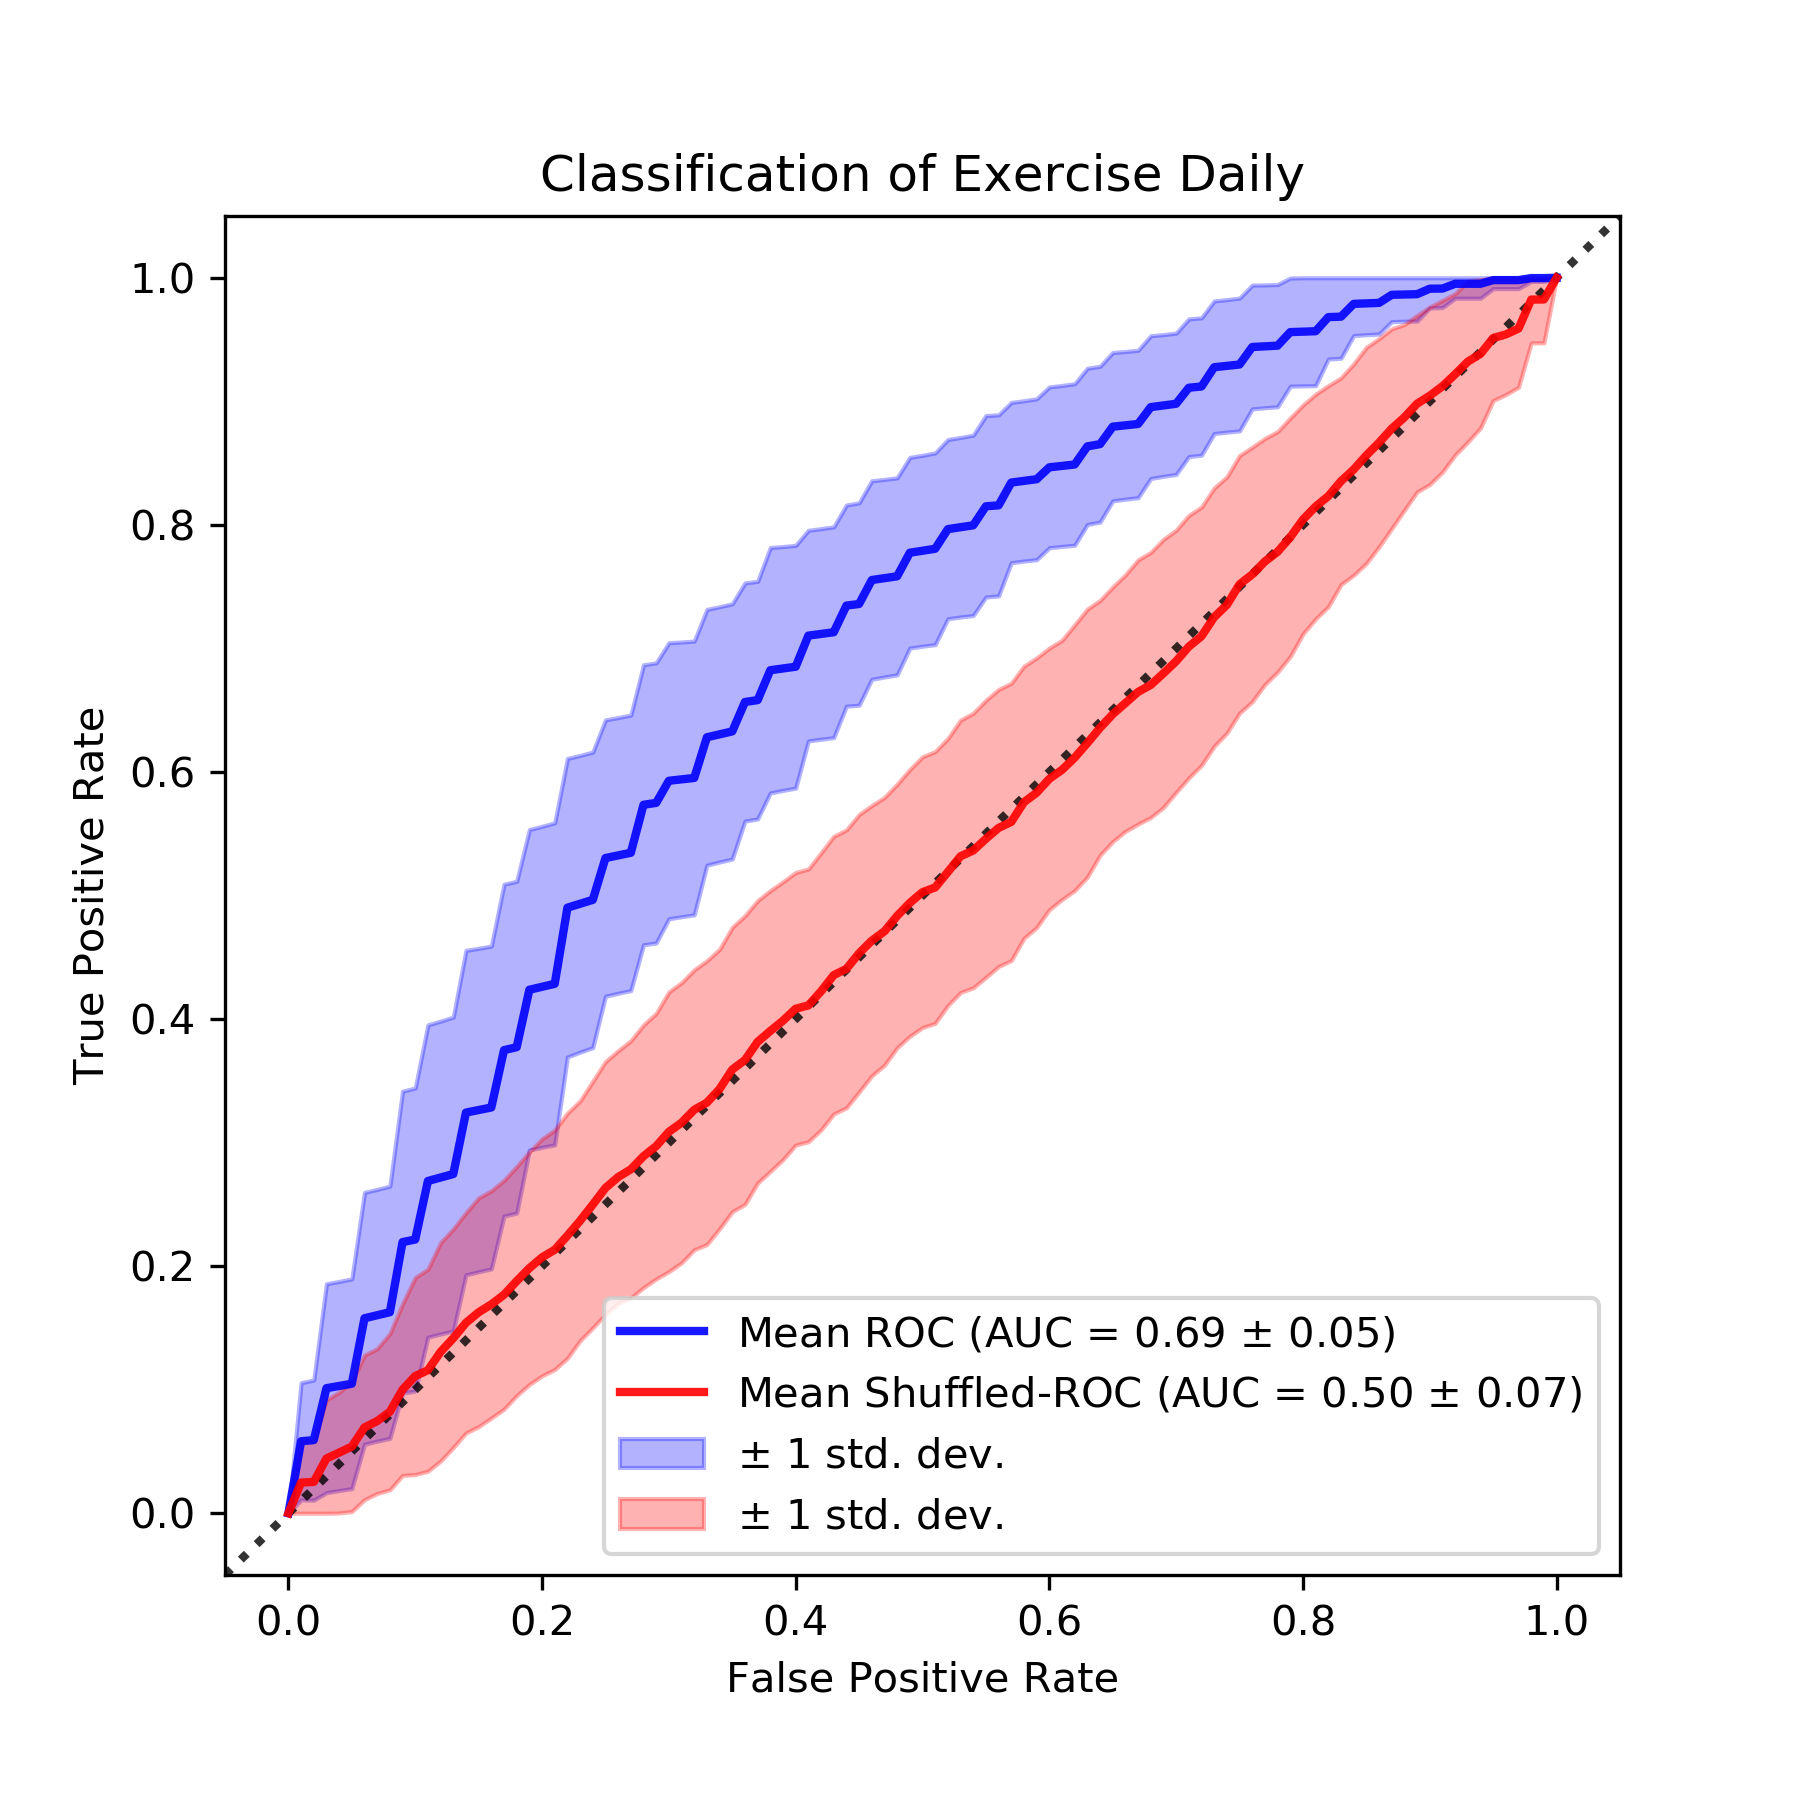 Classification of Exercise Daily
1.0
0.8
0.6
0.4
0.2
0.0
True Positive Rate
Mean ROC (AUC = 0.69 ± 0.05)
Mean Shuffled-ROC (AUC = 0.50 ± 0.07)
± 1 std. dev.
± 1 std. dev.
0.0 0.2 0.4 0.6 0.8 1.0
False Positive Rate